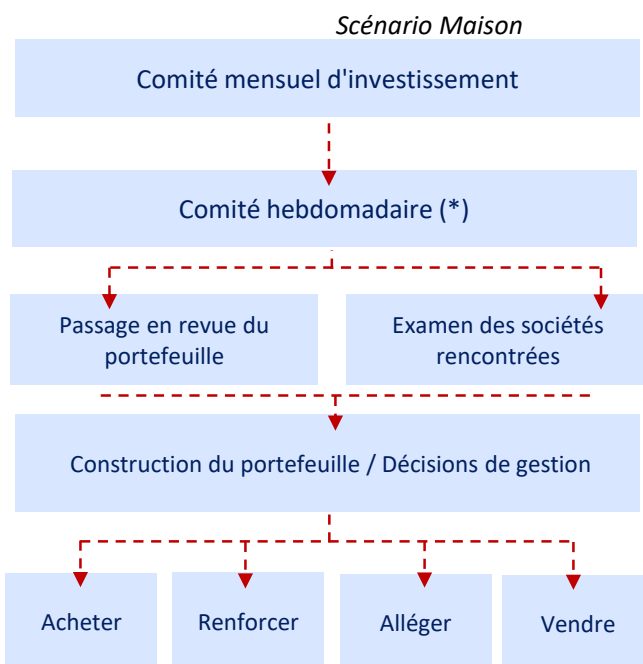 Scénario Maison
Comité mensuel d'investissement
Comité hebdomadaire (*)
Passage en revue du
portefeuille
Examen des sociétés
rencontrées
Construction du portefeuille / Décisions de gestion
Acheter
Renforcer
Alléger
Vendre